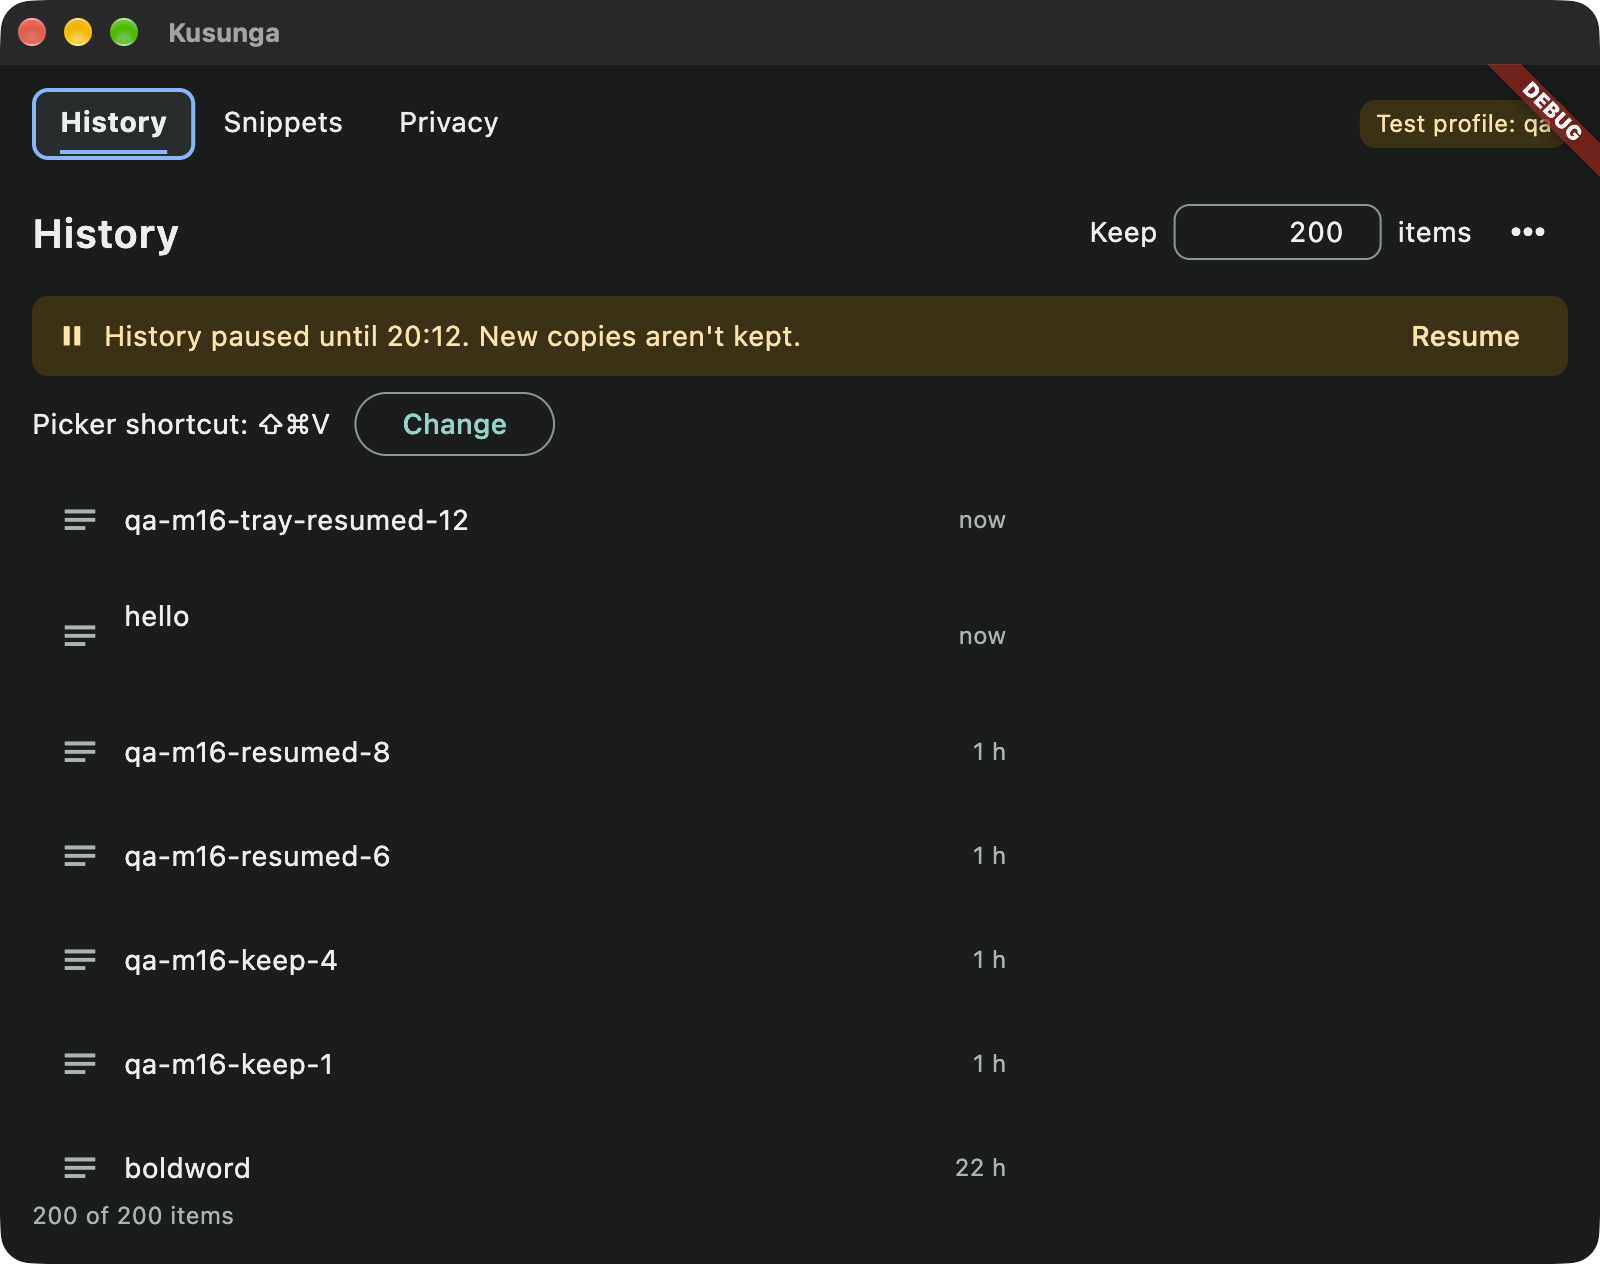 Kusunga
History Snippets Privacy Test profile: qa
DEBUG
History Keep 200 items •••
History paused until 20:12. New copies aren't kept. Resume
Picker shortcut: ⇧⌘V Change
qa-m16-tray-resumed-12 now
hello now
qa-m16-resumed-8 1 h
qa-m16-resumed-6 1 h
qa-m16-keep-4 1 h
qa-m16-keep-1 1 h
boldword 22 h
200 of 200 items